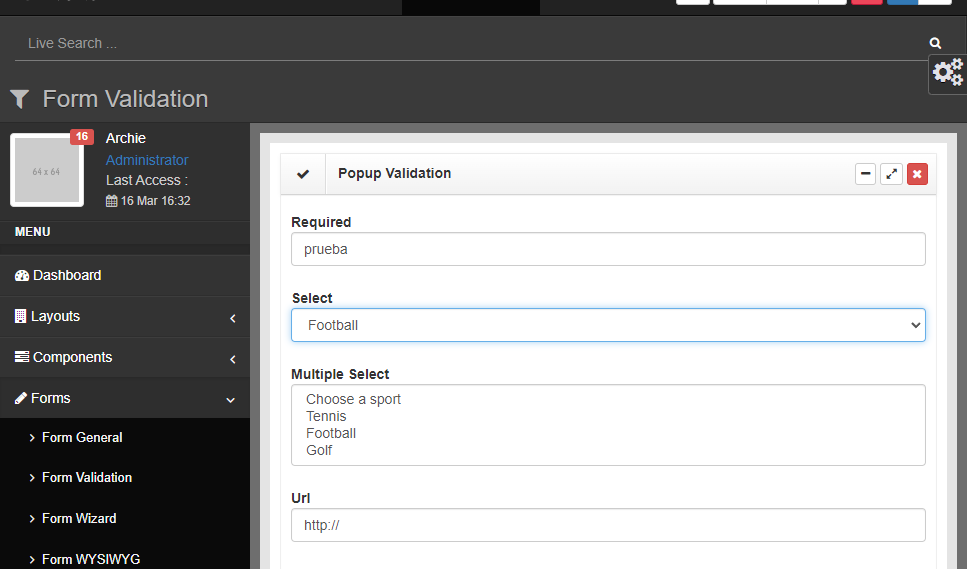 Live Search ...
Form Validation
64 x 64
16
Archie
Administrator
Last Access :
16 Mar 16:32
MENU
Dashboard
Layouts
Components
Forms
Form General
Form Validation
Form Wizard
Form WYSIWYG
Popup Validation
Required
prueba
Select
Football
Multiple Select
Choose a sport
Tennis
Football
Golf
Url
http://